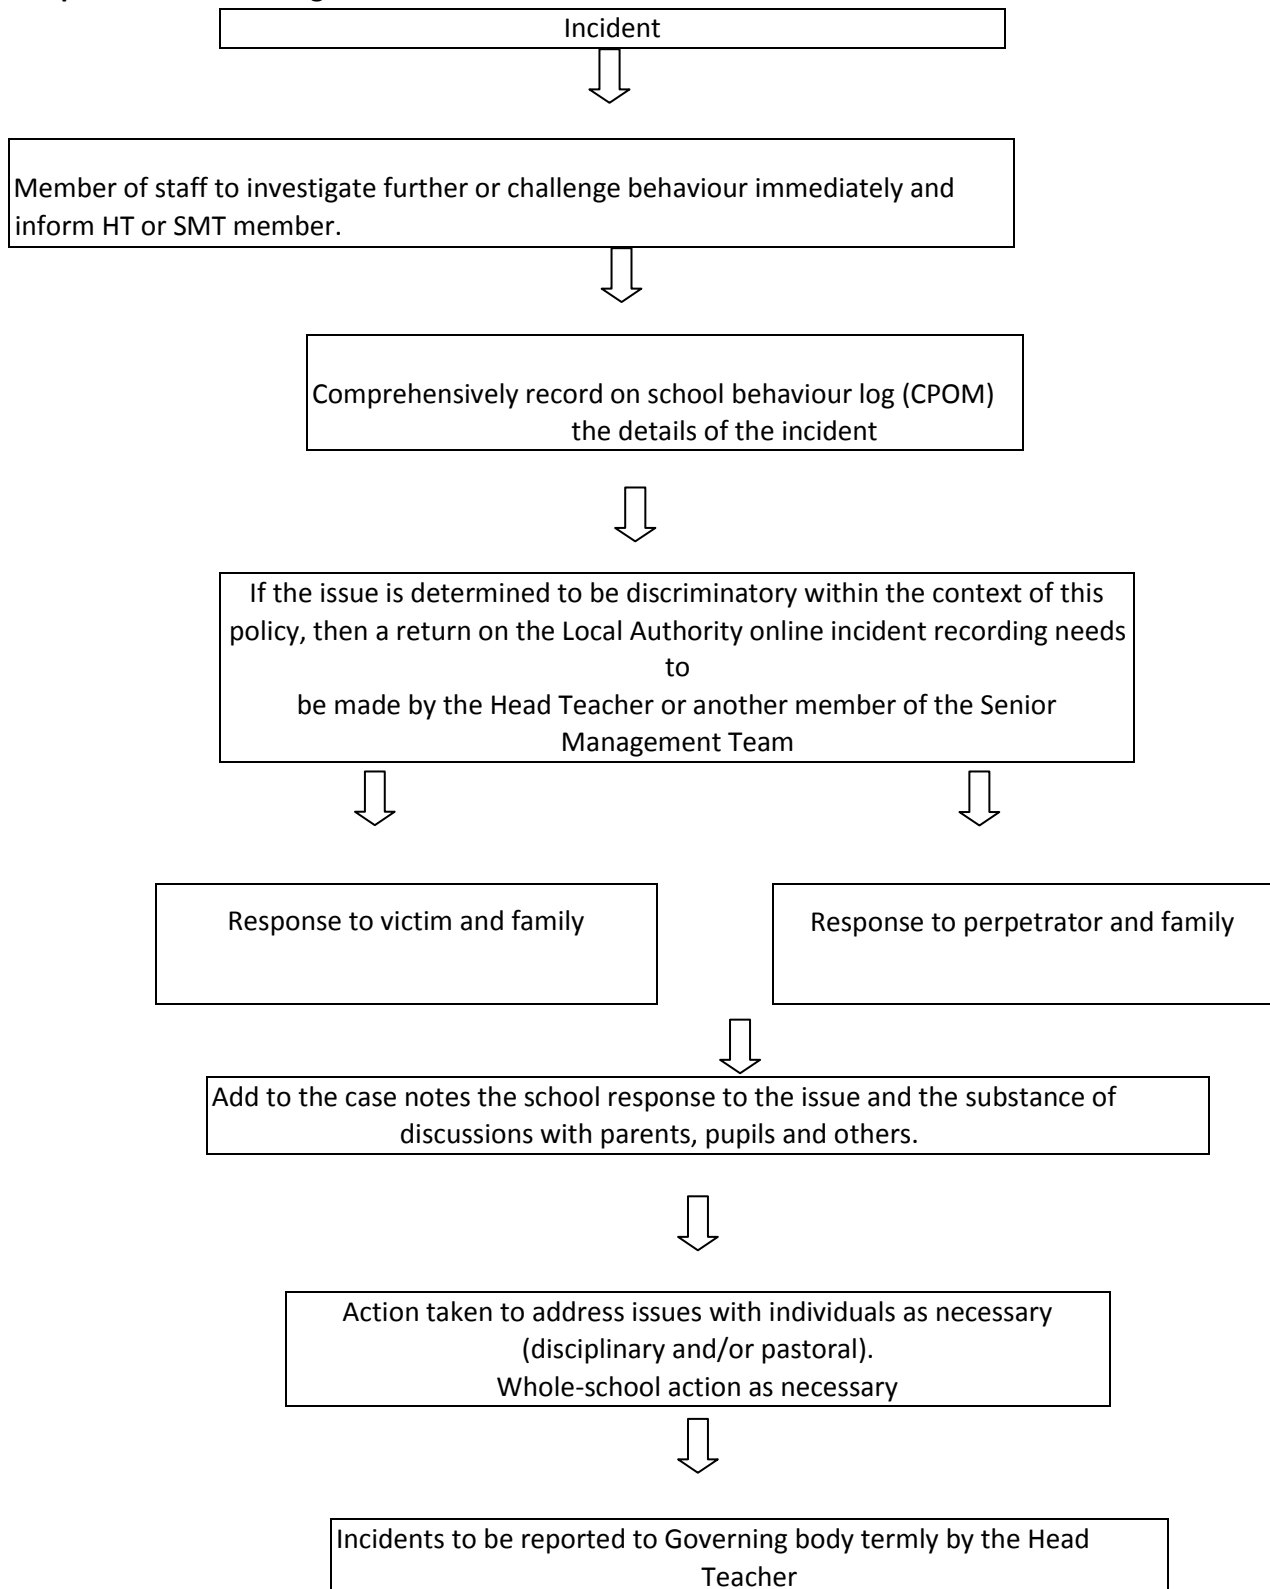 Incident
Member of staff to investigate further or challenge behaviour immediately and
inform HT or SMT member.
Comprehensively record on school behaviour log (CPOM)
the details of the incident
If the issue is determined to be discriminatory within the context of this
policy, then a return on the Local Authority online incident recording needs
to
be made by the Head Teacher or another member of the Senior
Management Team
Response to victim and family
Response to perpetrator and family
Add to the case notes the school response to the issue and the substance of
discussions with parents, pupils and others.
Action taken to address issues with individuals as necessary
(disciplinary and/or pastoral).
Whole-school action as necessary
Incidents to be reported to Governing body termly by the Head
Teacher